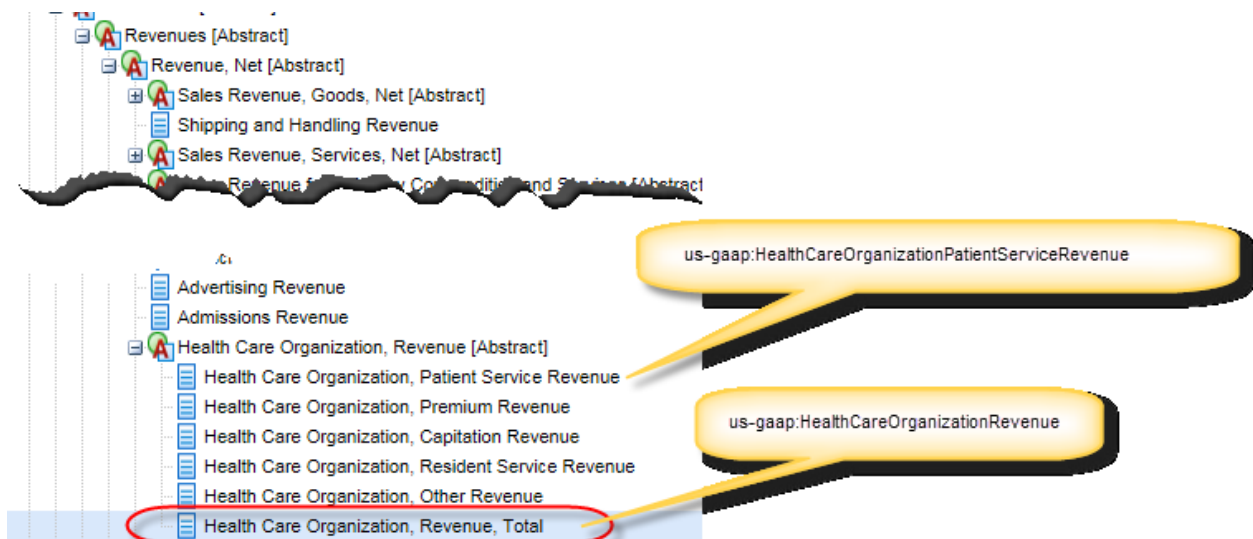 Revenues [Abstract]
Revenue, Net [Abstract]
Sales Revenue, Goods, Net [Abstract]
Shipping and Handling Revenue
Sales Revenue, Services, Net [Abstract]
Revenue and [Abstract
us-gaap:HealthCareOrganizationPatientServiceRevenue
Advertising Revenue
Admissions Revenue
Health Care Organization, Revenue [Abstract]
Health Care Organization, Patient Service Revenue
Health Care Organization, Premium Revenue
us-gaap:HealthCareOrganizationRevenue
Health Care Organization, Capitation Revenue
Health Care Organization, Resident Service Revenue
Health Care Organization, Other Revenue
Health Care Organization, Revenue, Total